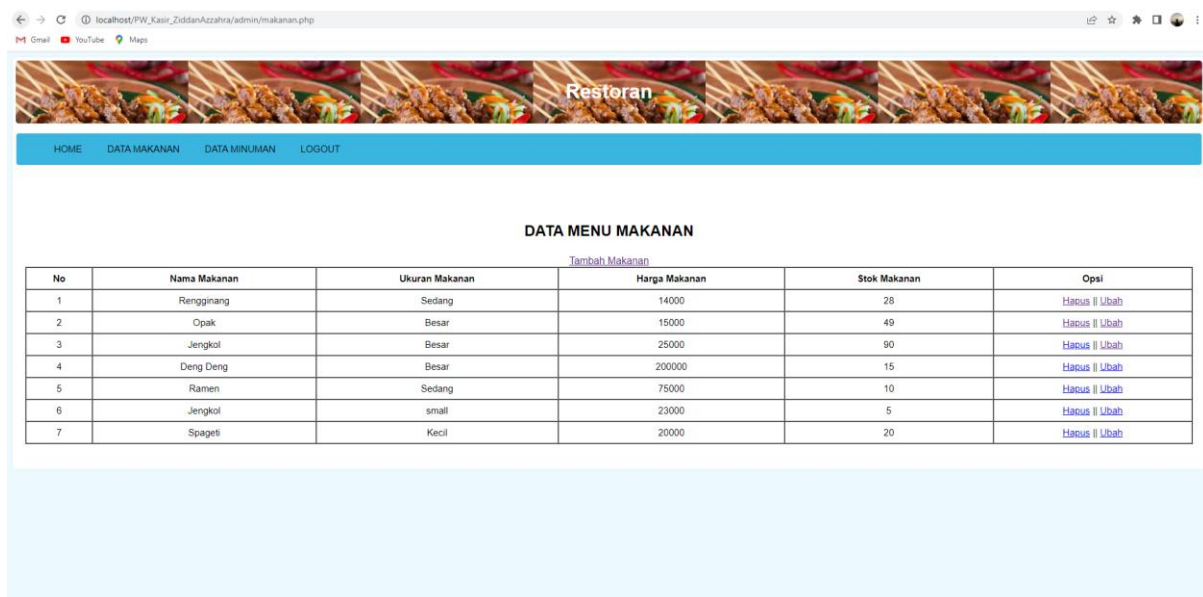 localhost/PW_Kasir_ZiddanAzzahra/admin/makanan.php
Gmail YouTube Maps
Restoran
HOME DATA MAKANAN DATA MINUMAN LOGOUT
DATA MENU MAKANAN
Tambah Makanan
No Nama Makanan Ukuran Makanan Harga Makanan Stok Makanan Opsi
1 Rengginang Sedang 14000 28 Hapus || Ubah
2 Opak Besar 15000 49 Hapus || Ubah
3 Jengkol Besar 25000 90 Hapus || Ubah
4 Deng Deng Besar 200000 15 Hapus || Ubah
5 Ramen Sedang 75000 10 Hapus || Ubah
6 Jengkol small 23000 5 Hapus || Ubah
7 Spageti Kecil 20000 20 Hapus || Ubah